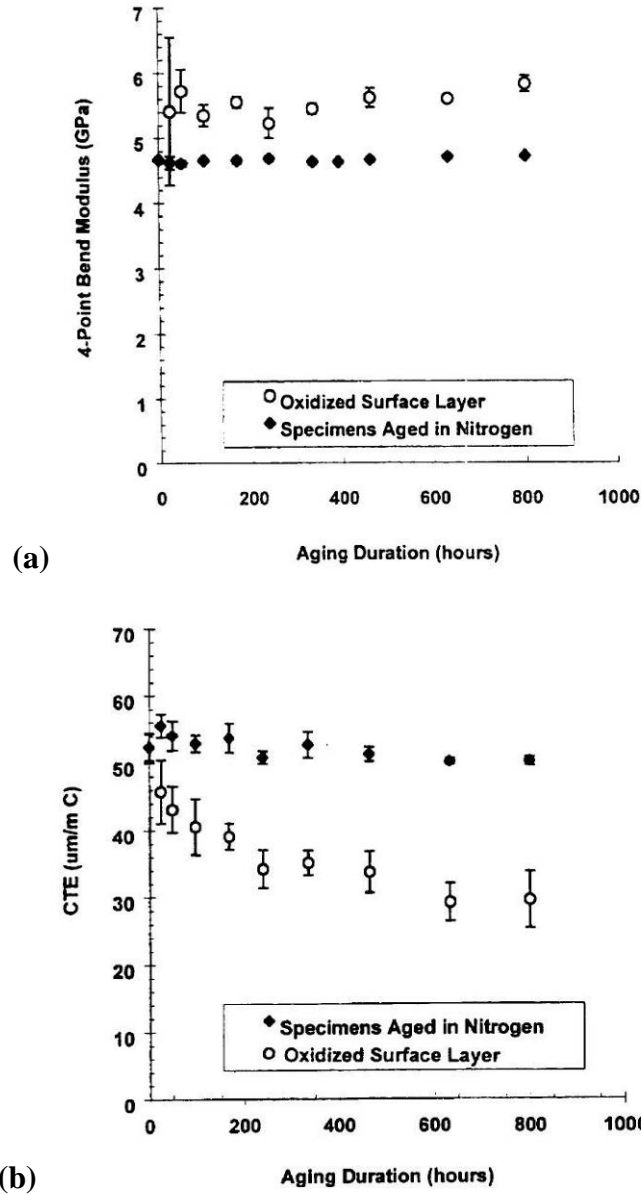 7
6
5
4
3
2
1
0
4-Point Bend Modulus (GPa)
Oxidized Surface Layer
Specimens Aged in Nitrogen
0 200 400 600 800 1000
Aging Duration (hours)
(a)
70
60
50
40
30
20
10
0
CTE (um/m C)
Specimens Aged in Nitrogen
Oxidized Surface Layer
0 200 400 600 800 1000
Aging Duration (hours)
(b)